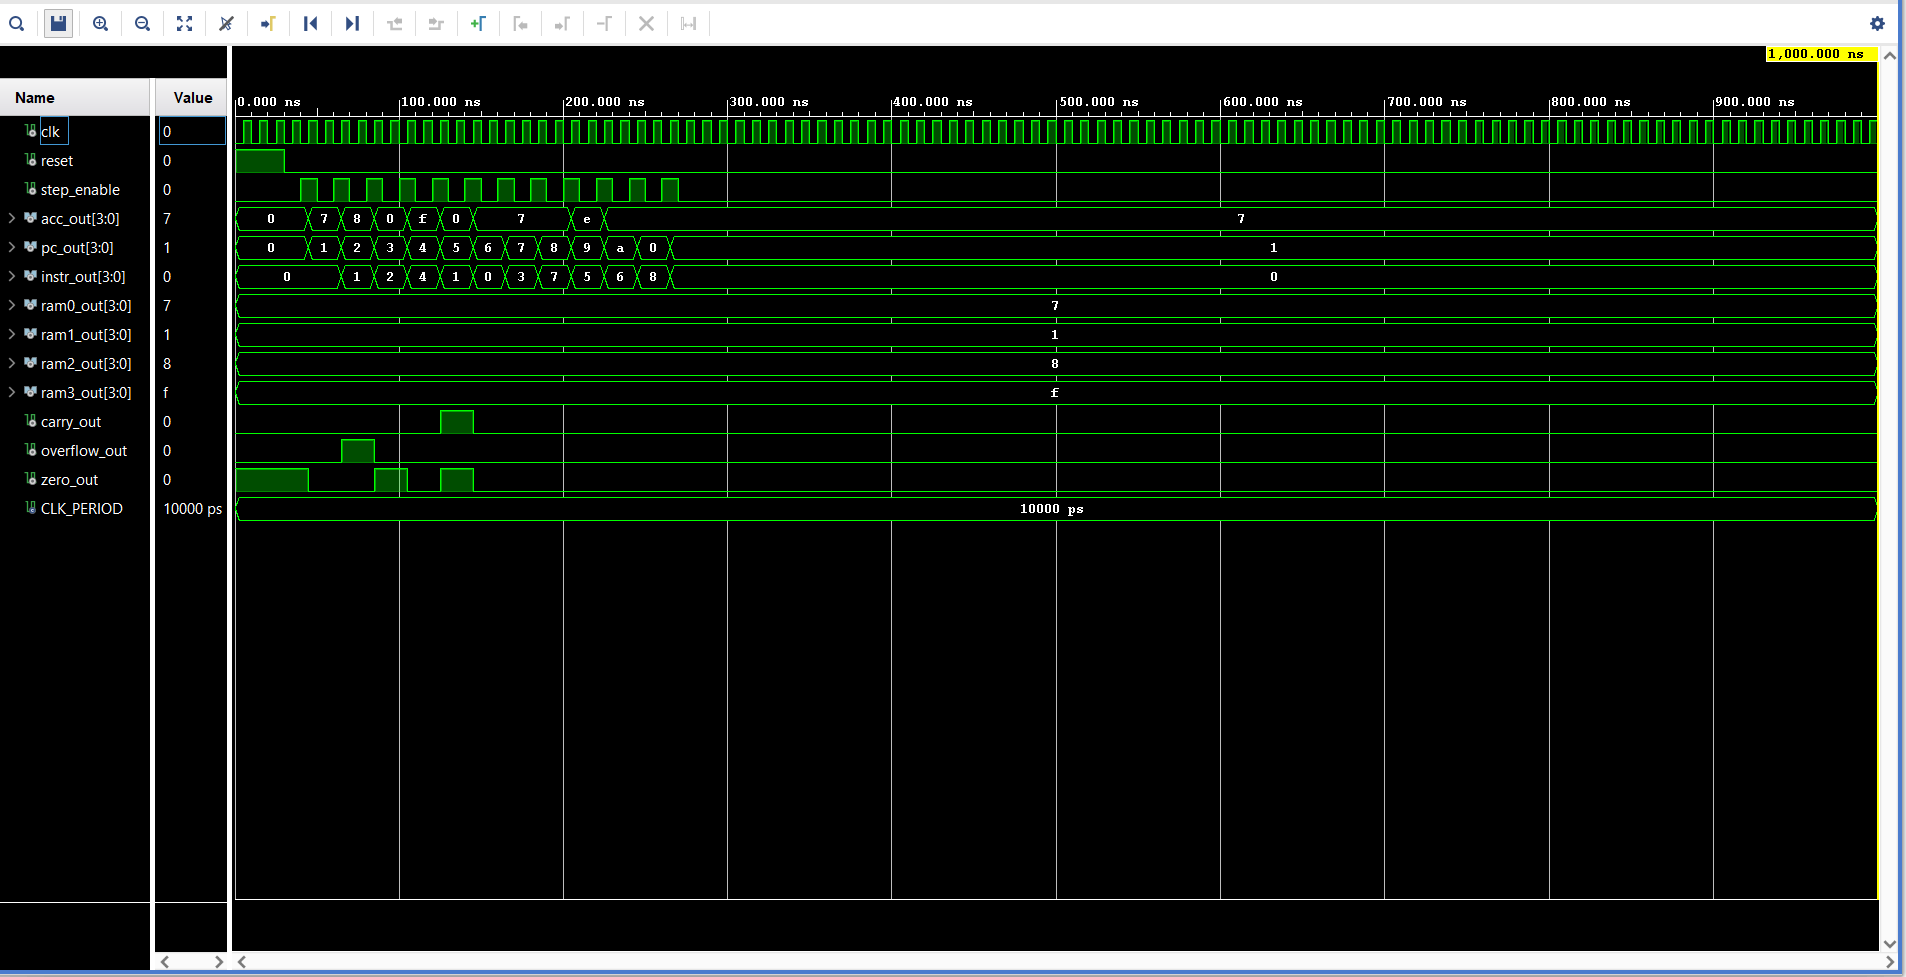 1,000.000 ns
Name Value 0.000 ns 100.000 ns 200.000 ns 300.000 ns 400.000 ns 500.000 ns 600.000 ns 700.000 ns 800.000 ns 900.000 ns
clk 0
reset 0
step_enable 0
acc_out[3:0] 7 0 7 8 0 f 0 7 e 7
pc_out[3:0] 1 0 1 2 3 4 5 6 7 8 9 a 0 1
instr_out[3:0] 0 0 1 2 4 1 0 3 7 5 6 8 0
ram0_out[3:0] 7 7
ram1_out[3:0] 1 1
ram2_out[3:0] 8 8
ram3_out[3:0] f f
carry_out 0
overflow_out 0
zero_out 0
CLK_PERIOD 10000 ps 10000 ps